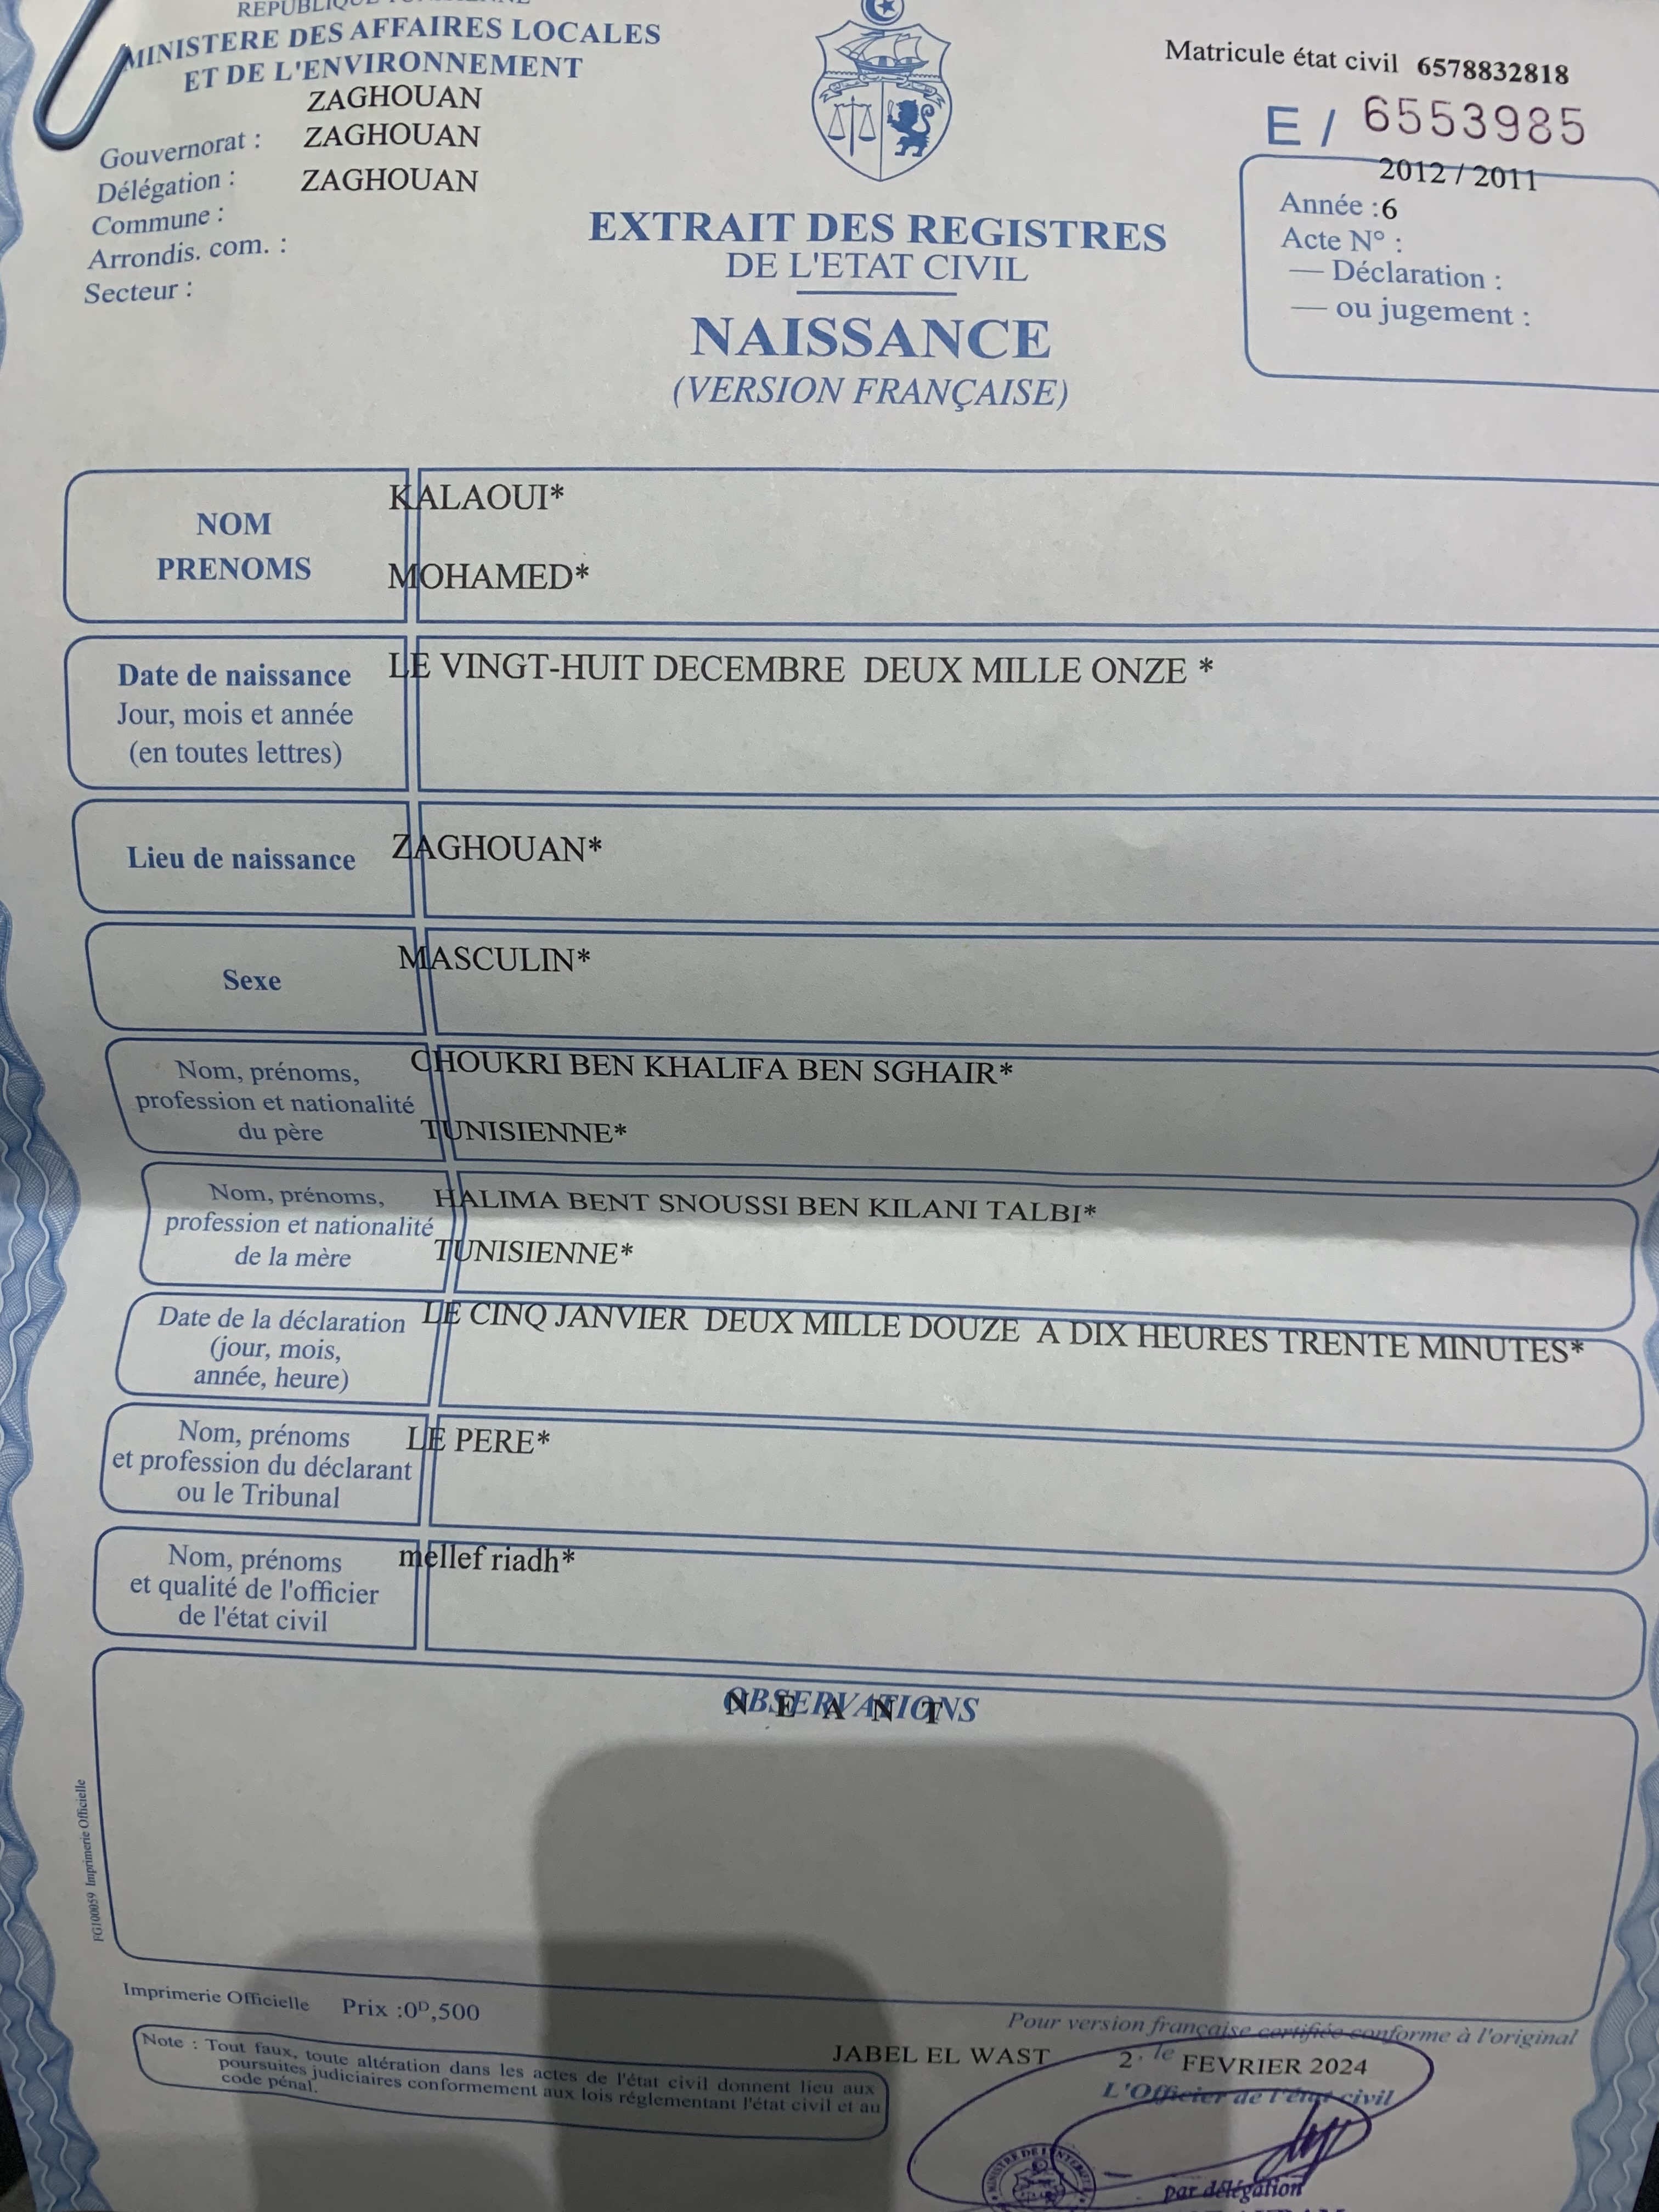 MINISTERE DES AFFAIRES LOCALES
ET DE L'ENVIRONNEMENT
ZAGHOUAN
Gouvernorat : ZAGHOUAN
Délégation : ZAGHOUAN
Commune :
Arrondis. com. :
Secteur :
Matricule état civil 6578832818
E / 6553985
2012 / 2011
Année :6
Acte N° :
— Déclaration :
— ou jugement :
EXTRAIT DES REGISTRES
DE L'ETAT CIVIL
NAISSANCE
(VERSION FRANÇAISE)
NOM
KALAOUI*
PRENOMS
MOHAMED*
Date de naissance
Jour, mois et année
(en toutes lettres)
LE VINGT-HUIT DECEMBRE DEUX MILLE ONZE *
Lieu de naissance
ZAGHOUAN*
Sexe
MASCULIN*
Nom, prénoms,
profession et nationalité
du père
CHOUKRI BEN KHALIFA BEN SGHAIR*
TUNISIENNE*
Nom, prénoms,
profession et nationalité
de la mère
HALIMA BENT SNOUSSI BEN KILANI TALBI*
TUNISIENNE*
Date de la déclaration
(jour, mois,
année, heure)
LE CINQ JANVIER DEUX MILLE DOUZE A DIX HEURES TRENTE MINUTES*
Nom, prénoms
et profession du déclarant
ou le Tribunal
LE PERE*
Nom, prénoms
et qualité de l'officier
de l'état civil
mellef riadh*
OBSERVATIONS
N E A N T
FG100059 Imprimerie Officielle
Imprimerie Officielle Prix :0ᴰ,500
Note : Tout faux, toute altération dans les actes de l'état civil donnent lieu aux
poursuites judiciaires conformement aux lois réglementant l'état civil et au
code pénal.
Pour version française certifiée conforme à l'original
JABEL EL WAST 2 le FEVRIER 2024
L'Officier de l'état civil
par délégation